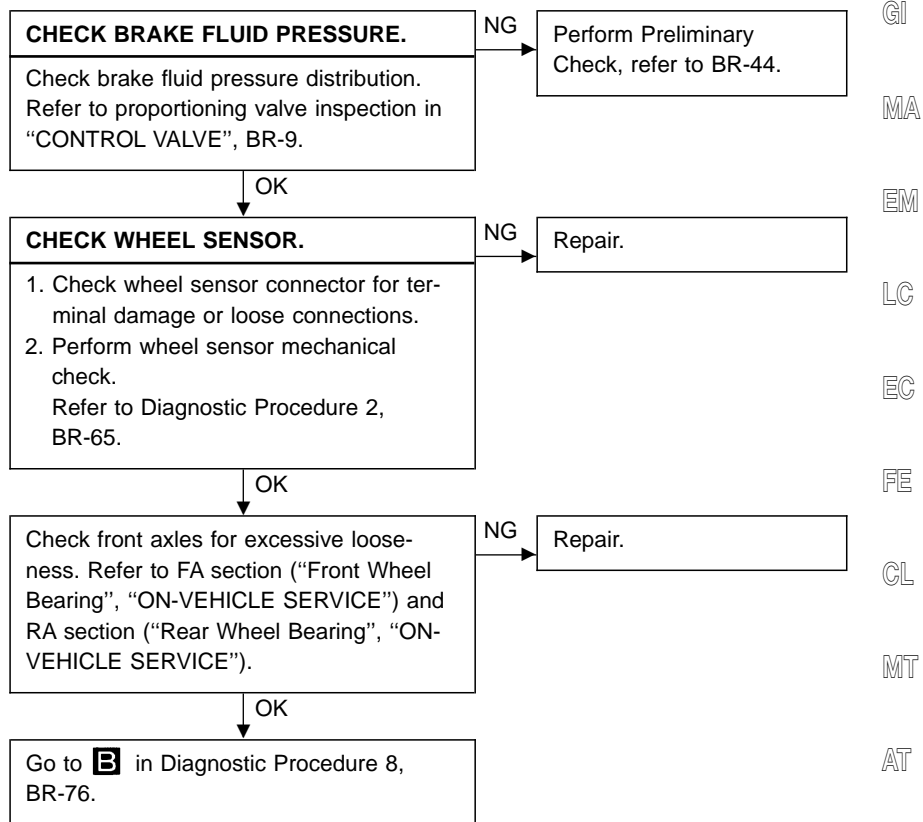 GI
CHECK BRAKE FLUID PRESSURE.
Check brake fluid pressure distribution.
Refer to proportioning valve inspection in
‘‘CONTROL VALVE’’, BR-9.
NG
Perform Preliminary
Check, refer to BR-44.
MA
OK
EM
CHECK WHEEL SENSOR.
1. Check wheel sensor connector for ter-
minal damage or loose connections.
2. Perform wheel sensor mechanical
check.
Refer to Diagnostic Procedure 2,
BR-65.
NG
Repair.
LC
EC
OK
FE
Check front axles for excessive loose-
ness. Refer to FA section (‘‘Front Wheel
Bearing’’, ‘‘ON-VEHICLE SERVICE’’) and
RA section (‘‘Rear Wheel Bearing’’, ‘‘ON-
VEHICLE SERVICE’’).
NG
Repair.
CL
MT
OK
Go to B in Diagnostic Procedure 8,
BR-76.
AT